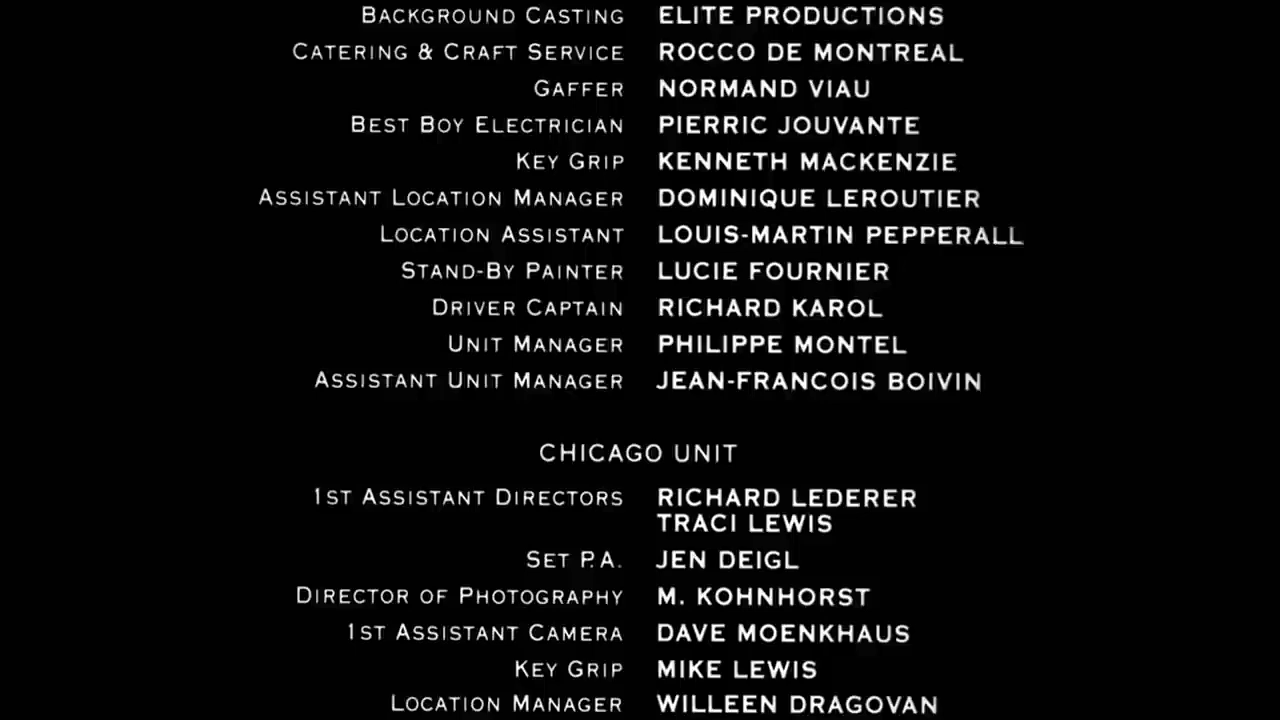 Background Casting ELITE PRODUCTIONS
Catering & Craft Service ROCCO DE MONTREAL
Gaffer NORMAND VIAU
Best Boy Electrician PIERRIC JOUVANTE
Key Grip KENNETH MACKENZIE
Assistant Location Manager DOMINIQUE LEROUTIER
Location Assistant LOUIS-MARTIN PEPPERALL
Stand-By Painter LUCIE FOURNIER
Driver Captain RICHARD KAROL
Unit Manager PHILIPPE MONTEL
Assistant Unit Manager JEAN-FRANCOIS BOIVIN
CHICAGO UNIT
1st Assistant Directors RICHARD LEDERER
TRACI LEWIS
Set P.A. JEN DEIGL
Director of Photography M. KOHNHORST
1st Assistant Camera DAVE MOENKHAUS
Key Grip MIKE LEWIS
Location Manager WILLEEN DRAGOVAN